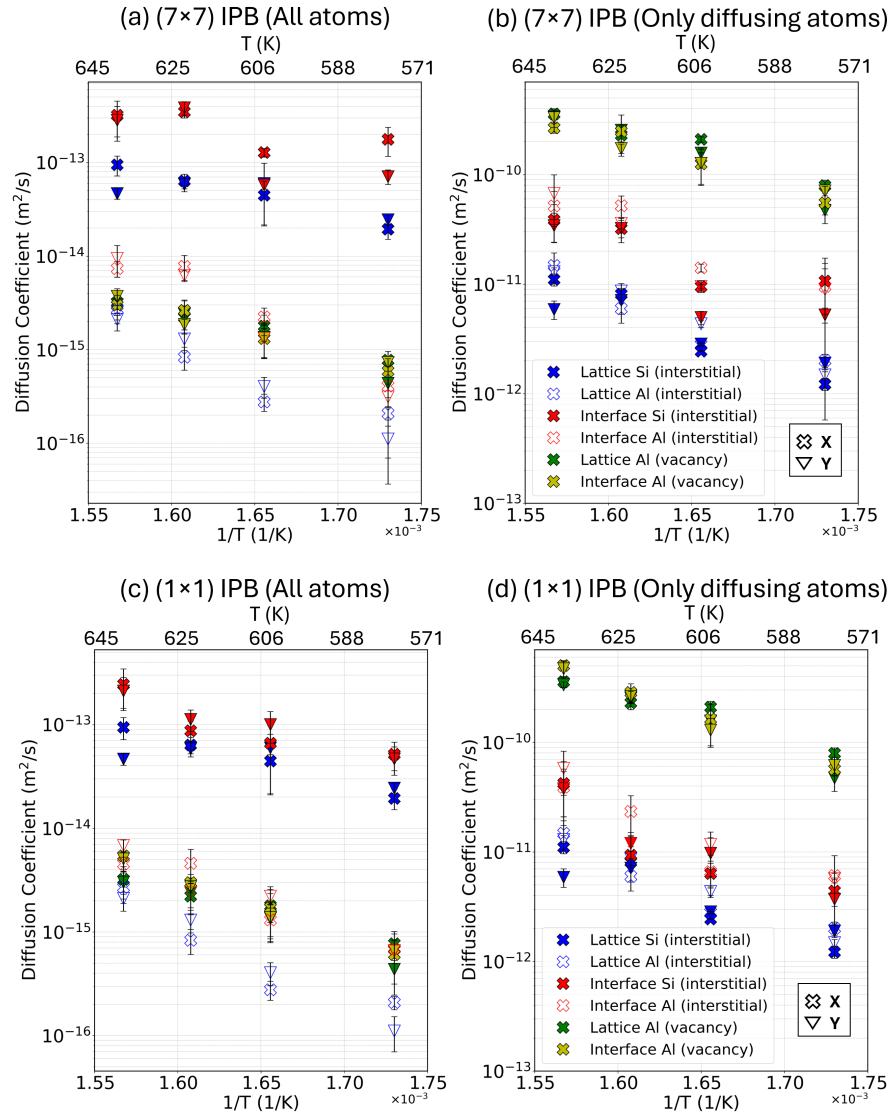 (a) (7×7) IPB (All atoms)
T (K)
645 625 606 588 571
Diffusion Coefficient (m²/s)
10⁻¹³
10⁻¹⁴
10⁻¹⁵
10⁻¹⁶
1.55 1.60 1.65 1.70 1.75
1/T (1/K)
×10⁻³
(b) (7×7) IPB (Only diffusing atoms)
T (K)
645 625 606 588 571
Diffusion Coefficient (m²/s)
10⁻¹⁰
10⁻¹¹
10⁻¹²
10⁻¹³
Lattice Si (interstitial)
Lattice Al (interstitial)
Interface Si (interstitial)
Interface Al (interstitial)
Lattice Al (vacancy)
Interface Al (vacancy)
X
Y
1.55 1.60 1.65 1.70 1.75
1/T (1/K)
×10⁻³
(c) (1×1) IPB (All atoms)
T (K)
645 625 606 588 571
Diffusion Coefficient (m²/s)
10⁻¹³
10⁻¹⁴
10⁻¹⁵
10⁻¹⁶
1.55 1.60 1.65 1.70 1.75
1/T (1/K)
×10⁻³
(d) (1×1) IPB (Only diffusing atoms)
T (K)
645 625 606 588 571
Diffusion Coefficient (m²/s)
10⁻¹⁰
10⁻¹¹
10⁻¹²
10⁻¹³
Lattice Si (interstitial)
Lattice Al (interstitial)
Interface Si (interstitial)
Interface Al (interstitial)
Lattice Al (vacancy)
Interface Al (vacancy)
X
Y
1.55 1.60 1.65 1.70 1.75
1/T (1/K)
×10⁻³